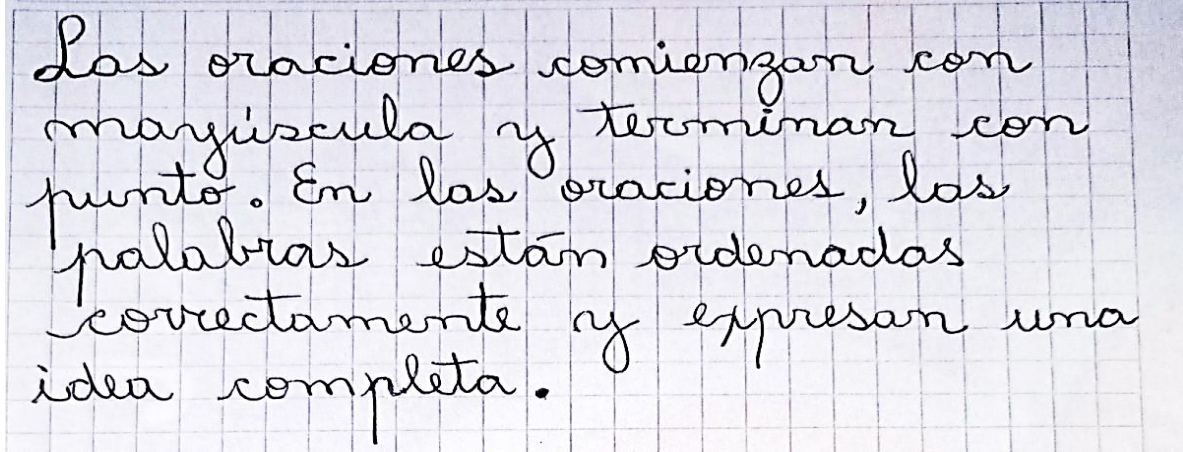 Las oraciones comienzan con
mayúscula y terminan con
punto. En las oraciones, las
palabras están ordenadas
correctamente y expresan una
idea completa.